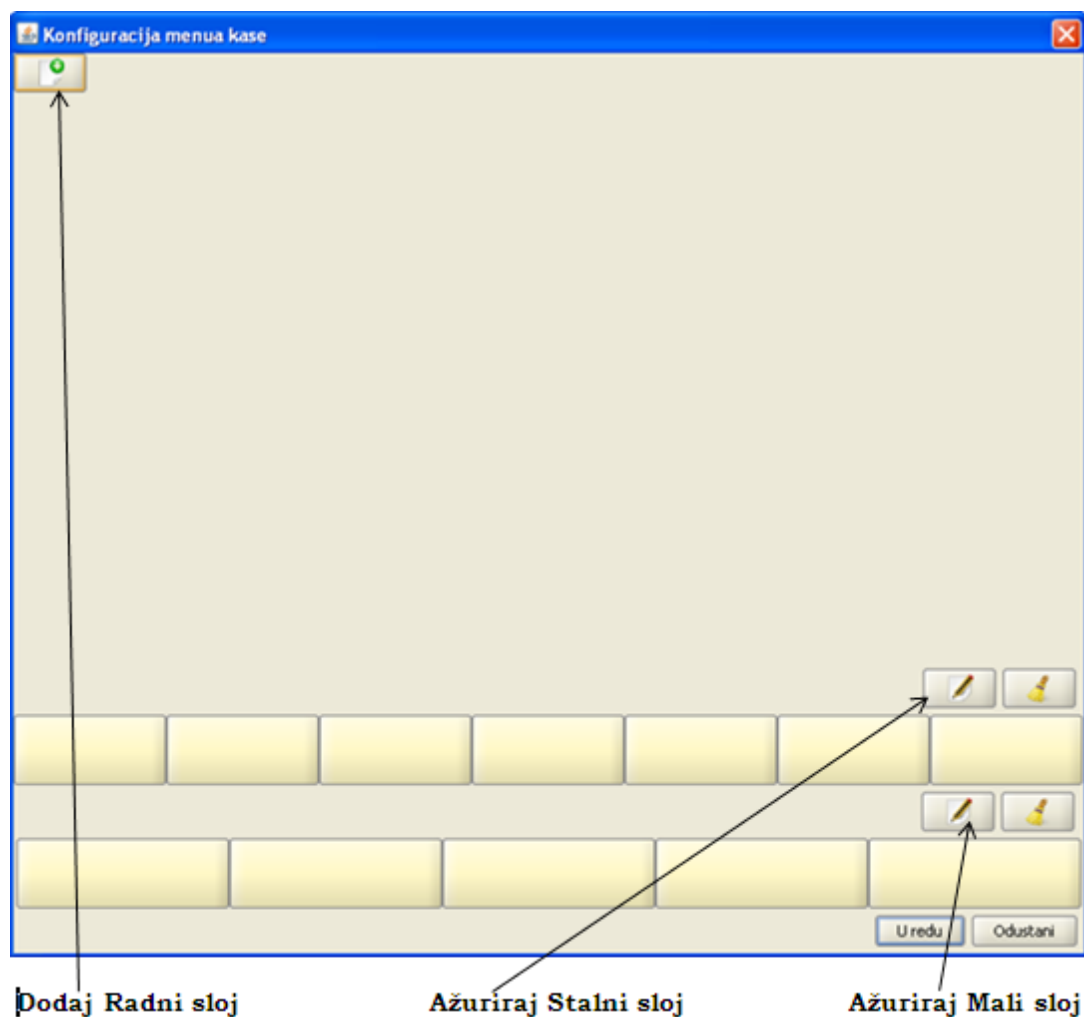 Konfiguracija menua kase
U redu Odustani
Dodaj Radni sloj Ažuriraj Stalni sloj Ažuriraj Mali sloj